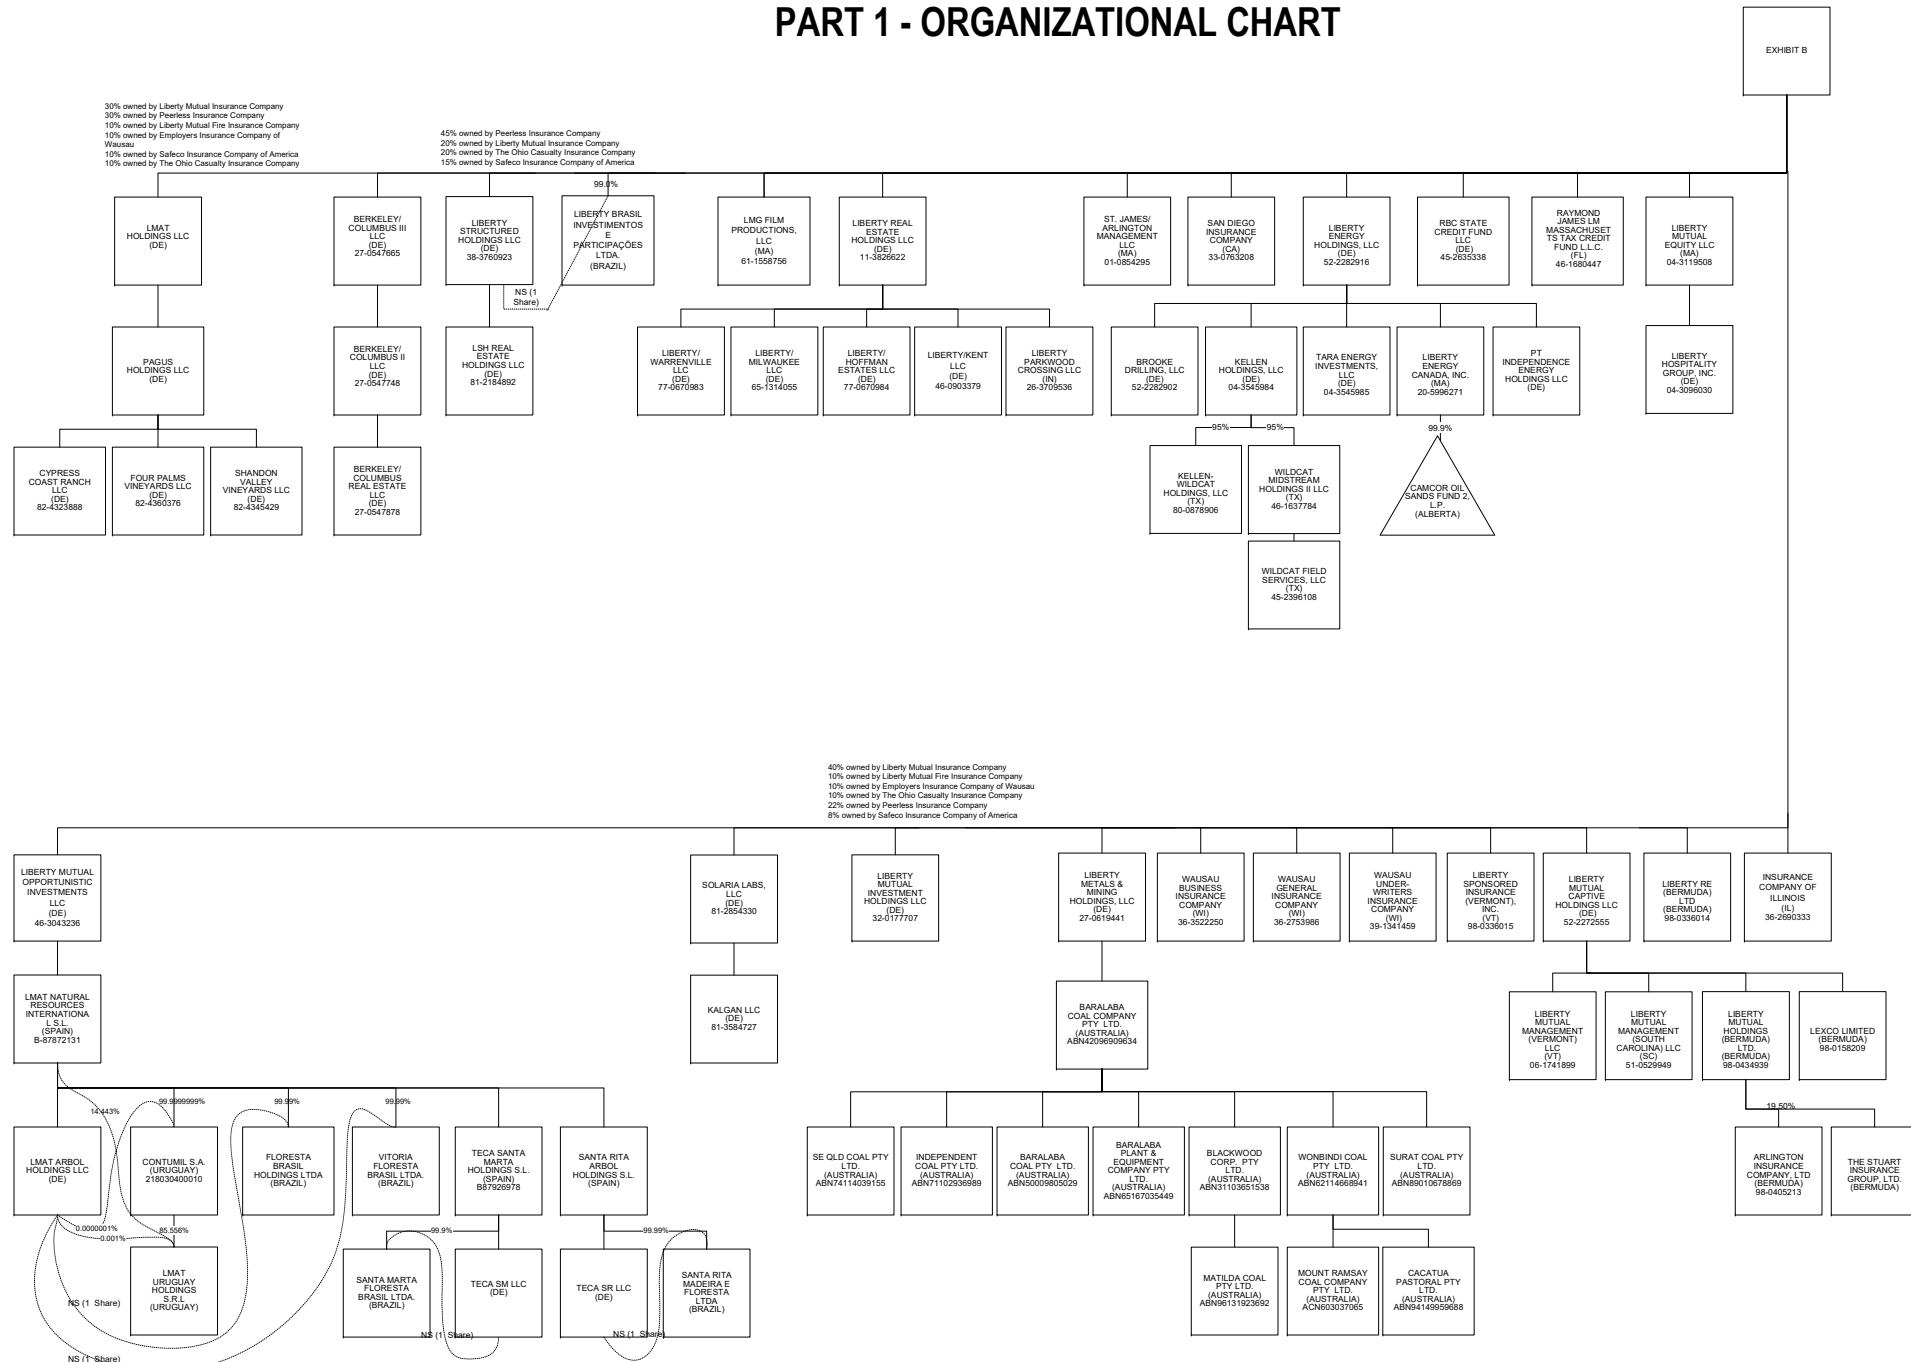 PART 1 - ORGANIZATIONAL CHART
EXHIBIT B
30% owned by Liberty Mutual Insurance Company
30% owned by Peerless Insurance Company
10% owned by Liberty Mutual Fire Insurance Company
10% owned by Employers Insurance Company of
Wausau
10% owned by Safeco Insurance Company of America
10% owned by The Ohio Casualty Insurance Company
45% owned by Peerless Insurance Company
20% owned by Liberty Mutual Insurance Company
20% owned by The Ohio Casualty Insurance Company
15% owned by Safeco Insurance Company of America
99.0%
LMAT
HOLDINGS LLC
(DE)
BERKELEY/
COLUMBUS III
LLC
(DE)
27-0547665
LIBERTY
STRUCTURED
HOLDINGS LLC
(DE)
38-3760923
LIBERTY BRASIL
INVESTIMENTOS
E
PARTICIPAÇÕES
LTDA.
(BRAZIL)
LMG FILM
PRODUCTIONS,
LLC
(MA)
61-1558756
LIBERTY REAL
ESTATE
HOLDINGS LLC
(DE)
11-3826622
ST. JAMES/
ARLINGTON
MANAGEMENT
LLC
(MA)
01-0854295
SAN DIEGO
INSURANCE
COMPANY
(CA)
33-0763208
LIBERTY
ENERGY
HOLDINGS, LLC
(DE)
52-2282916
RBC STATE
CREDIT FUND
LLC
(DE)
45-2635338
RAYMOND
JAMES LM
MASSACHUSET
TS TAX CREDIT
FUND L.L.C.
(FL)
46-1680447
LIBERTY
MUTUAL
EQUITY LLC
(MA)
04-3119508
NS (1
Share)
PAGUS
HOLDINGS LLC
(DE)
BERKELEY/
COLUMBUS II
LLC
(DE)
27-0547748
LSH REAL
ESTATE
HOLDINGS LLC
(DE)
81-2184892
LIBERTY/
WARRENVILLE
LLC
(DE)
77-0670983
LIBERTY/
MILWAUKEE
LLC
(DE)
65-1314055
LIBERTY/
HOFFMAN
ESTATES LLC
(DE)
77-0670984
LIBERTY/KENT
LLC
(DE)
46-0903379
LIBERTY
PARKWOOD
CROSSING LLC
(IN)
26-3709536
BROOKE
DRILLING, LLC
(DE)
52-2282902
KELLEN
HOLDINGS, LLC
(DE)
04-3545984
TARA ENERGY
INVESTMENTS,
LLC
(DE)
04-3545985
LIBERTY
ENERGY
CANADA, INC.
(MA)
20-5996271
PT
INDEPENDENCE
ENERGY
HOLDINGS LLC
(DE)
LIBERTY
HOSPITALITY
GROUP, INC.
(DE)
04-3096030
95%
95%
99.9%
CYPRESS
COAST RANCH
LLC
(DE)
82-4323888
FOUR PALMS
VINEYARDS LLC
(DE)
82-4360376
SHANDON
VALLEY
VINEYARDS LLC
(DE)
82-4345429
BERKELEY/
COLUMBUS
REAL ESTATE
LLC
(DE)
27-0547878
KELLEN-
WILDCAT
HOLDINGS, LLC
(TX)
80-0878906
WILDCAT
MIDSTREAM
HOLDINGS II LLC
(TX)
46-1637784
CAMCOR OIL
SANDS FUND 2,
L.P.
(ALBERTA)
WILDCAT FIELD
SERVICES, LLC
(TX)
45-2396108
40% owned by Liberty Mutual Insurance Company
10% owned by Liberty Mutual Fire Insurance Company
10% owned by Employers Insurance Company of Wausau
10% owned by The Ohio Casualty Insurance Company
22% owned by Peerless Insurance Company
8% owned by Safeco Insurance Company of America
LIBERTY MUTUAL
OPPORTUNISTIC
INVESTMENTS
LLC
(DE)
46-3043236
SOLARIA LABS,
LLC
(DE)
81-2854330
LIBERTY
MUTUAL
INVESTMENT
HOLDINGS LLC
(DE)
32-0177707
LIBERTY
METALS &
MINING
HOLDINGS, LLC
(DE)
27-0619441
WAUSAU
BUSINESS
INSURANCE
COMPANY
(WI)
36-3522250
WAUSAU
GENERAL
INSURANCE
COMPANY
(WI)
36-2753986
WAUSAU
UNDER-
WRITERS
INSURANCE
COMPANY
(WI)
39-1341459
LIBERTY
SPONSORED
INSURANCE
(VERMONT),
INC.
(VT)
98-0336015
LIBERTY
MUTUAL
CAPTIVE
HOLDINGS LLC
(DE)
52-2272555
LIBERTY RE
(BERMUDA)
LTD
(BERMUDA)
98-0336014
INSURANCE
COMPANY OF
ILLINOIS
(IL)
36-2690333
LMAT NATURAL
RESOURCES
INTERNATIONA
L S.L.
(SPAIN)
B-87872131
KALGAN LLC
(DE)
81-3584727
BARALABA
COAL COMPANY
PTY LTD.
(AUSTRALIA)
ABN42096909634
LIBERTY
MUTUAL
MANAGEMENT
(VERMONT)
LLC
(VT)
06-1741899
LIBERTY
MUTUAL
MANAGEMENT
(SOUTH
CAROLINA) LLC
(SC)
51-0529949
LIBERTY
MUTUAL
HOLDINGS
(BERMUDA)
LTD.
(BERMUDA)
98-0434939
LEXCO LIMITED
(BERMUDA)
98-0158209
14.443%
99.9999999%
99.99%
99.99%
19.50%
LMAT ARBOL
HOLDINGS LLC
(DE)
CONTUMIL S.A.
(URUGUAY)
218030400010
FLORESTA
BRASIL
HOLDINGS LTDA
(BRAZIL)
VITORIA
FLORESTA
BRASIL LTDA.
(BRAZIL)
TECA SANTA
MARTA
HOLDINGS S.L.
(SPAIN)
B87926978
SANTA RITA
ARBOL
HOLDINGS S.L.
(SPAIN)
SE QLD COAL PTY
LTD.
(AUSTRALIA)
ABN74114039155
INDEPENDENT
COAL PTY LTD.
(AUSTRALIA)
ABN71102936989
BARALABA
COAL PTY LTD.
(AUSTRALIA)
ABN50009805029
BARALABA
PLANT &
EQUIPMENT
COMPANY PTY
LTD.
(AUSTRALIA)
ABN65167035449
BLACKWOOD
CORP. PTY
LTD.
(AUSTRALIA)
ABN31103651538
WONBINDI COAL
PTY LTD.
(AUSTRALIA)
ABN62114668941
SURAT COAL PTY
LTD.
(AUSTRALIA)
ABN89010678869
ARLINGTON
INSURANCE
COMPANY, LTD
(BERMUDA)
98-0405213
THE STUART
INSURANCE
GROUP, LTD.
(BERMUDA)
0.0000001%
0.001%
85.556%
99.9%
99.99%
LMAT
URUGUAY
HOLDINGS
S.R.L
(URUGUAY)
SANTA MARTA
FLORESTA
BRASIL LTDA.
(BRAZIL)
TECA SM LLC
(DE)
TECA SR LLC
(DE)
SANTA RITA
MADEIRA E
FLORESTA
LTDA
(BRAZIL)
MATILDA COAL
PTY LTD.
(AUSTRALIA)
ABN96131923692
MOUNT RAMSAY
COAL COMPANY
PTY LTD.
(AUSTRALIA)
ACN603037065
CACATUA
PASTORAL PTY
LTD.
(AUSTRALIA)
ABN94149959688
NS (1 Share)
NS (1 Share)
NS (1 Share)
NS (1 Share)